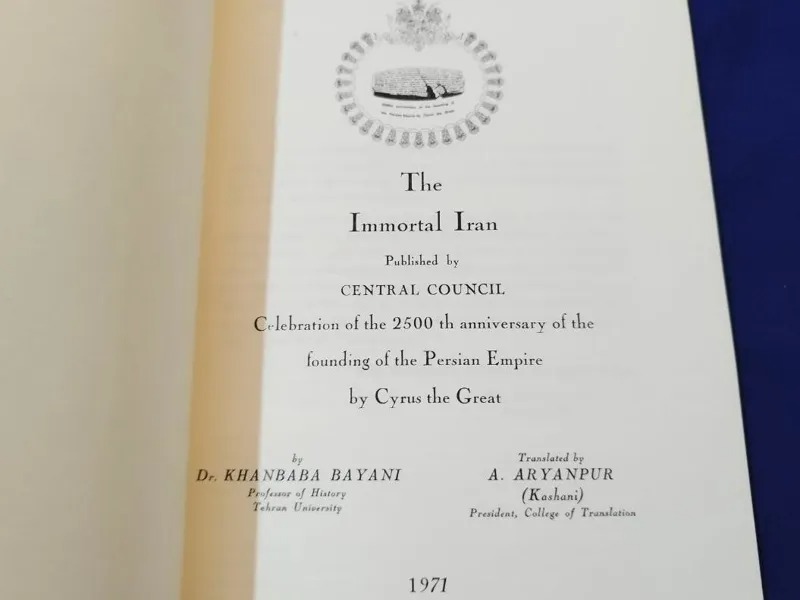 The
Immortal Iran
Published by
CENTRAL COUNCIL
Celebration of the 2500 th anniversary of the
founding of the Persian Empire
by Cyrus the Great
by
Dr. KHANBABA BAYANI
Professor of History
Tehran University
Translated by
A. ARYANPUR
(Kashani)
President, College of Translation
1971